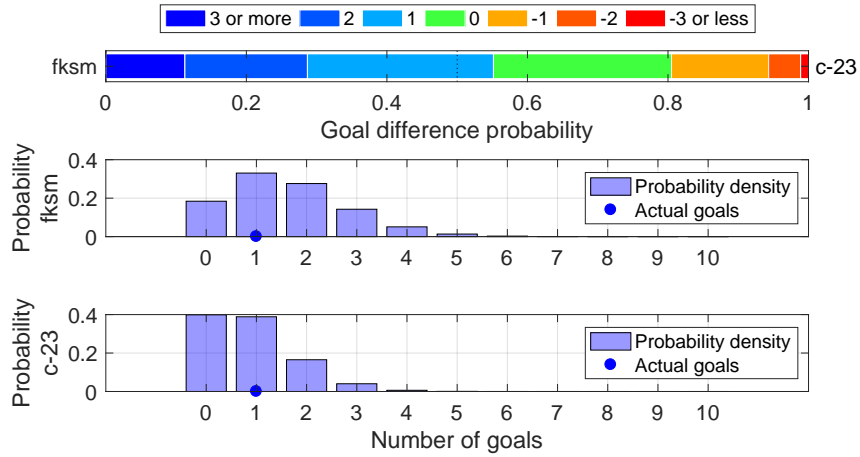 3 or more 2 1 0 -1 -2 -3 or less
fksm c-23
0 0.2 0.4 0.6 0.8 1
Goal difference probability
Probability
fksm
0.4
0.2
0
Probability density
Actual goals
0 1 2 3 4 5 6 7 8 9 10
Probability
c-23
0.4
0.2
0
Probability density
Actual goals
0 1 2 3 4 5 6 7 8 9 10
Number of goals